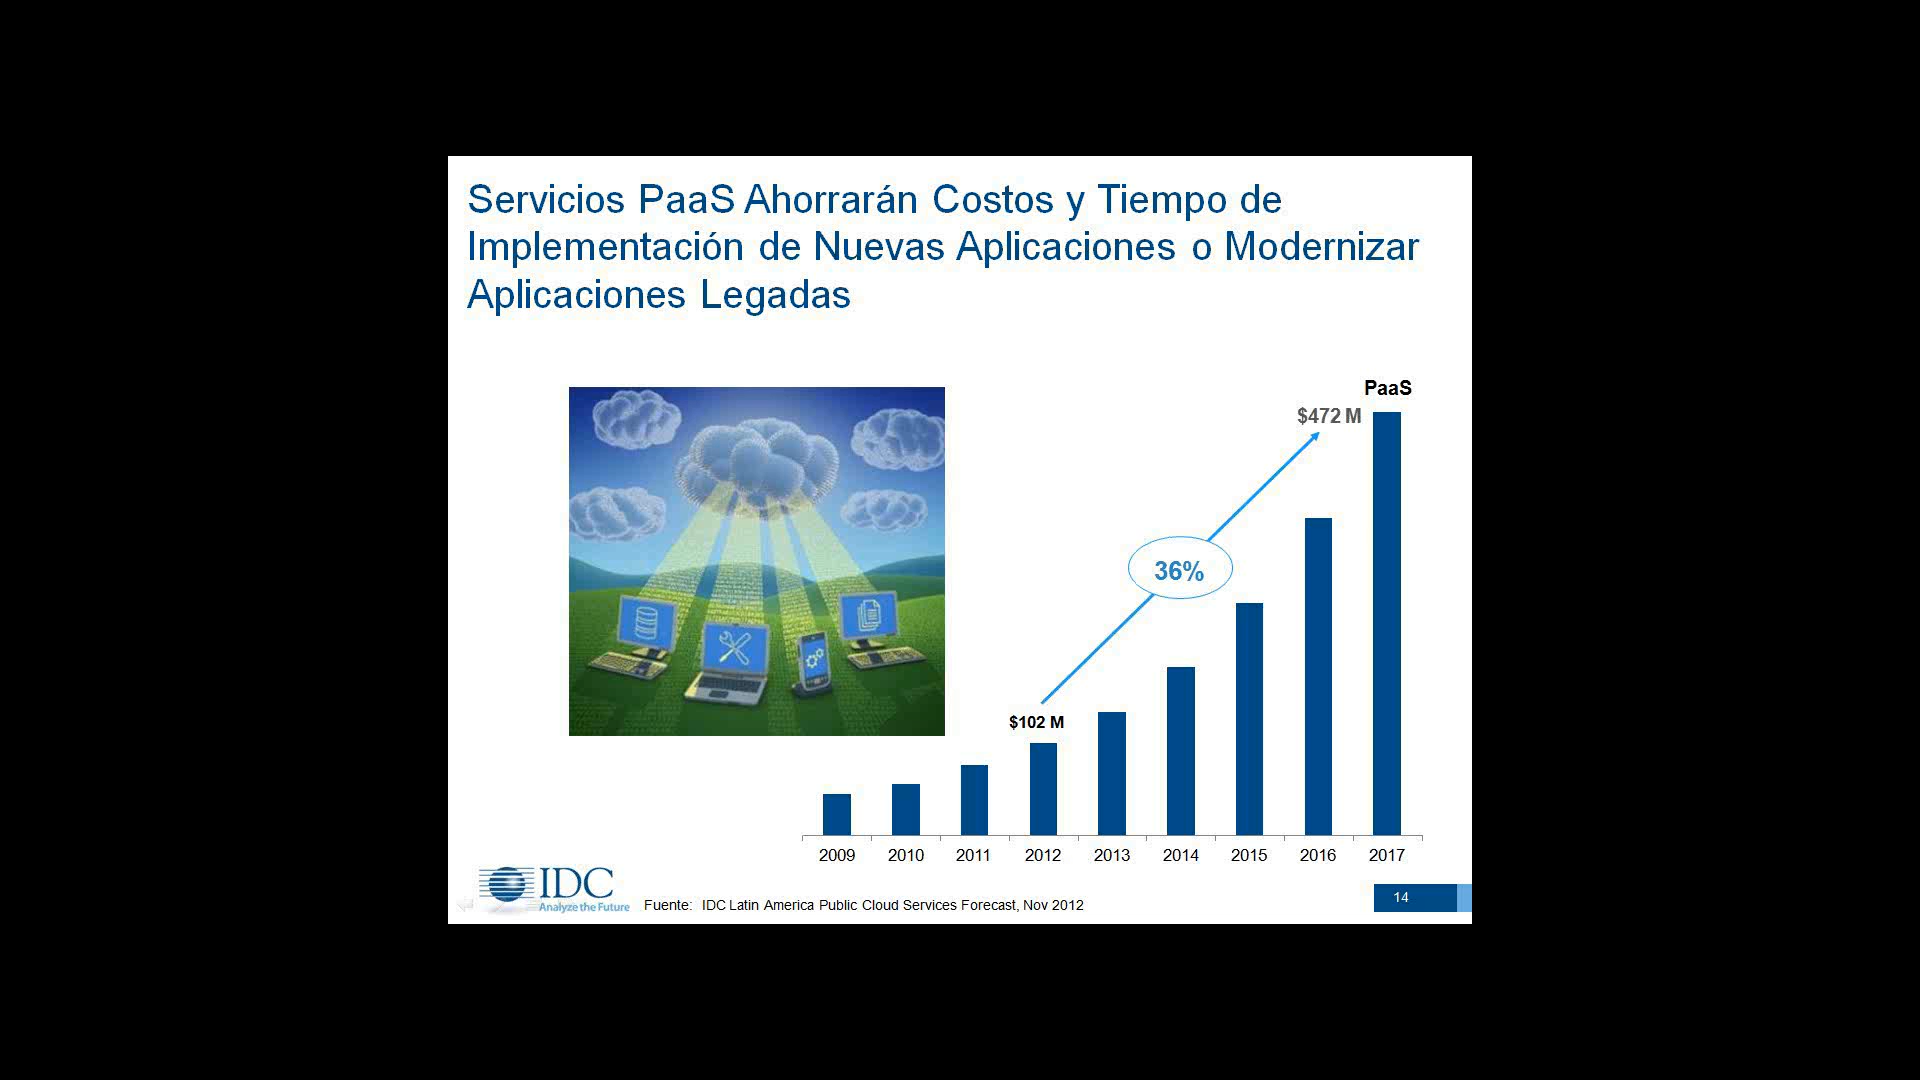 Servicios PaaS Ahorrarán Costos y Tiempo de
Implementación de Nuevas Aplicaciones o Modernizar
Aplicaciones Legadas
PaaS
$472 M
36%
$102 M
2009 2010 2011 2012 2013 2014 2015 2016 2017
IDC
Analyze the Future
Fuente: IDC Latin America Public Cloud Services Forecast, Nov 2012
14